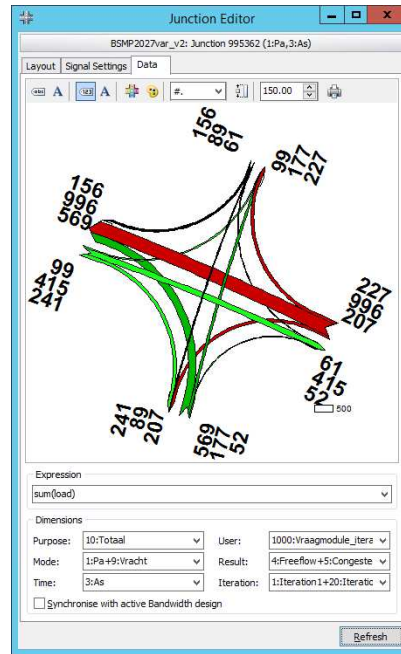 Junction Editor
BSMP2027var_v2: Junction 995362 (1:Pa,3:As)
Layout Signal Settings Data
abc A 123 A #. 150.00
156
89
61
99
177
227
156
996
569
99
415
241
227
996
207
61
415
52
500
241
89
207
569
177
52
Expression
sum(load)
Dimensions
Purpose: 10:Totaal User: 1000:Vraagmodule_itera
Mode: 1:Pa+9:Vracht Result: 4:Freeflow+5:Congeste
Time: 3:As Iteration: 1:Iteration1+20:Iteratic
Synchronise with active Bandwidth design
Refresh